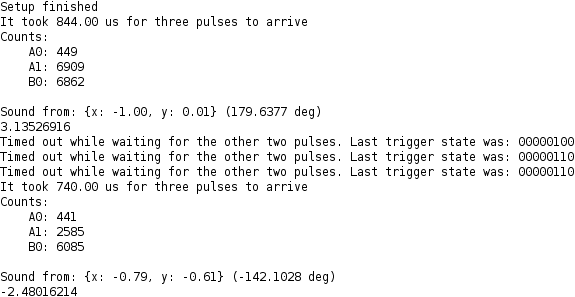 Setup finished
It took 844.00 us for three pulses to arrive
Counts:
    A0: 449
    A1: 6909
    B0: 6862

Sound from: {x: -1.00, y: 0.01} (179.6377 deg)
3.13526916
Timed out while waiting for the other two pulses. Last trigger state was: 00000100
Timed out while waiting for the other two pulses. Last trigger state was: 00000110
Timed out while waiting for the other two pulses. Last trigger state was: 00000110
It took 740.00 us for three pulses to arrive
Counts:
    A0: 441
    A1: 2585
    B0: 6085

Sound from: {x: -0.79, y: -0.61} (-142.1028 deg)
-2.48016214